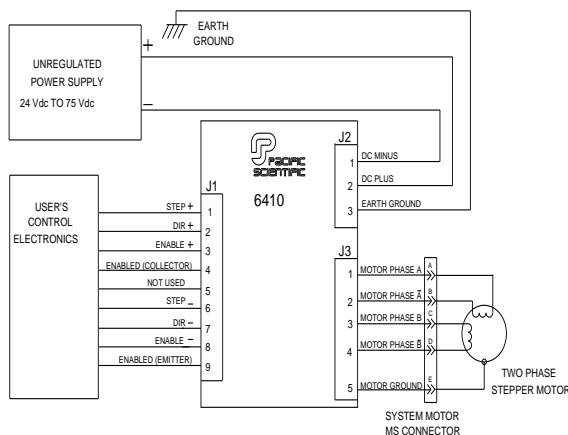 EARTH
GROUND
UNREGULATED
POWER SUPPLY
24 Vdc TO 75 Vdc
+
−
PACIFIC
SCIENTIFIC
6410
J2
1 DC MINUS
2 DC PLUS
3 EARTH GROUND
USER'S
CONTROL
ELECTRONICS
J1
STEP + 1
DIR + 2
ENABLE + 3
ENABLED (COLLECTOR) 4
NOT USED 5
STEP − 6
DIR − 7
ENABLE − 8
ENABLED (EMITTER) 9
J3
1 MOTOR PHASE A A
2 MOTOR PHASE A̅ B
3 MOTOR PHASE B C
4 MOTOR PHASE B̅ D
5 MOTOR GROUND E
TWO PHASE
STEPPER MOTOR
SYSTEM MOTOR
MS CONNECTOR